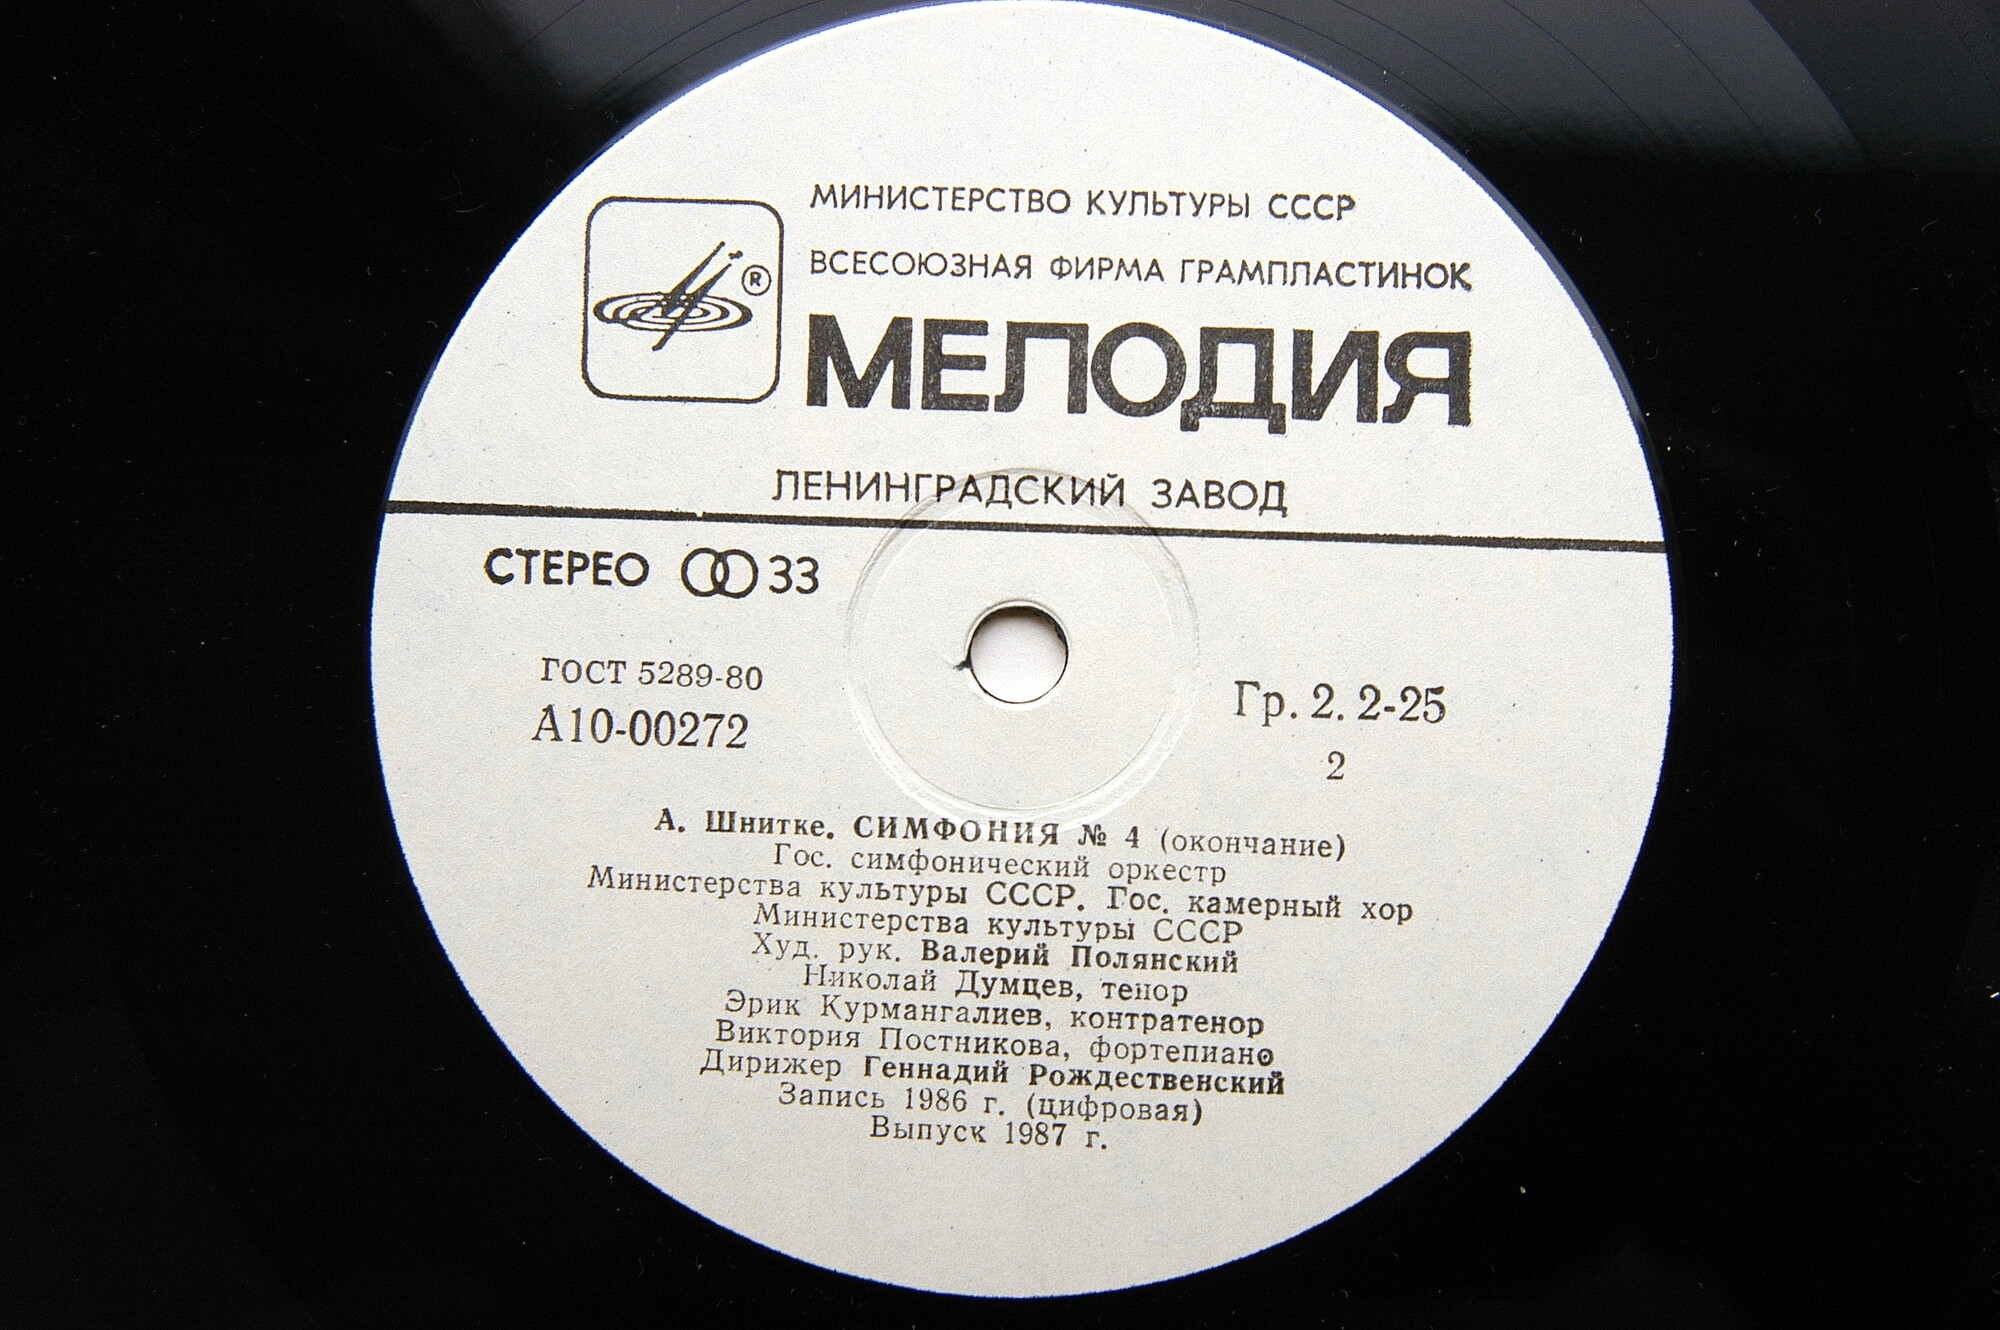 МИНИСТЕРСТВО КУЛЬТУРЫ СССР
ВСЕСОЮЗНАЯ ФИРМА ГРАМПЛАСТИНОК
®
МЕЛОДИЯ
ЛЕНИНГРАДСКИЙ ЗАВОД
СТЕРЕО 33
ГОСТ 5289-80
А10-00272
Гр. 2. 2-25
2
А. Шнитке. СИМФОНИЯ № 4 (окончание)
Гос. симфонический оркестр
Министерства культуры СССР. Гос. камерный хор
Министерства культуры СССР
Худ. рук. Валерий Полянский
Николай Думцев, тенор
Эрик Курмангалиев, контратенор
Виктория Постникова, фортепиано
Дирижер Геннадий Рождественский
Запись 1986 г. (цифровая)
Выпуск 1987 г.